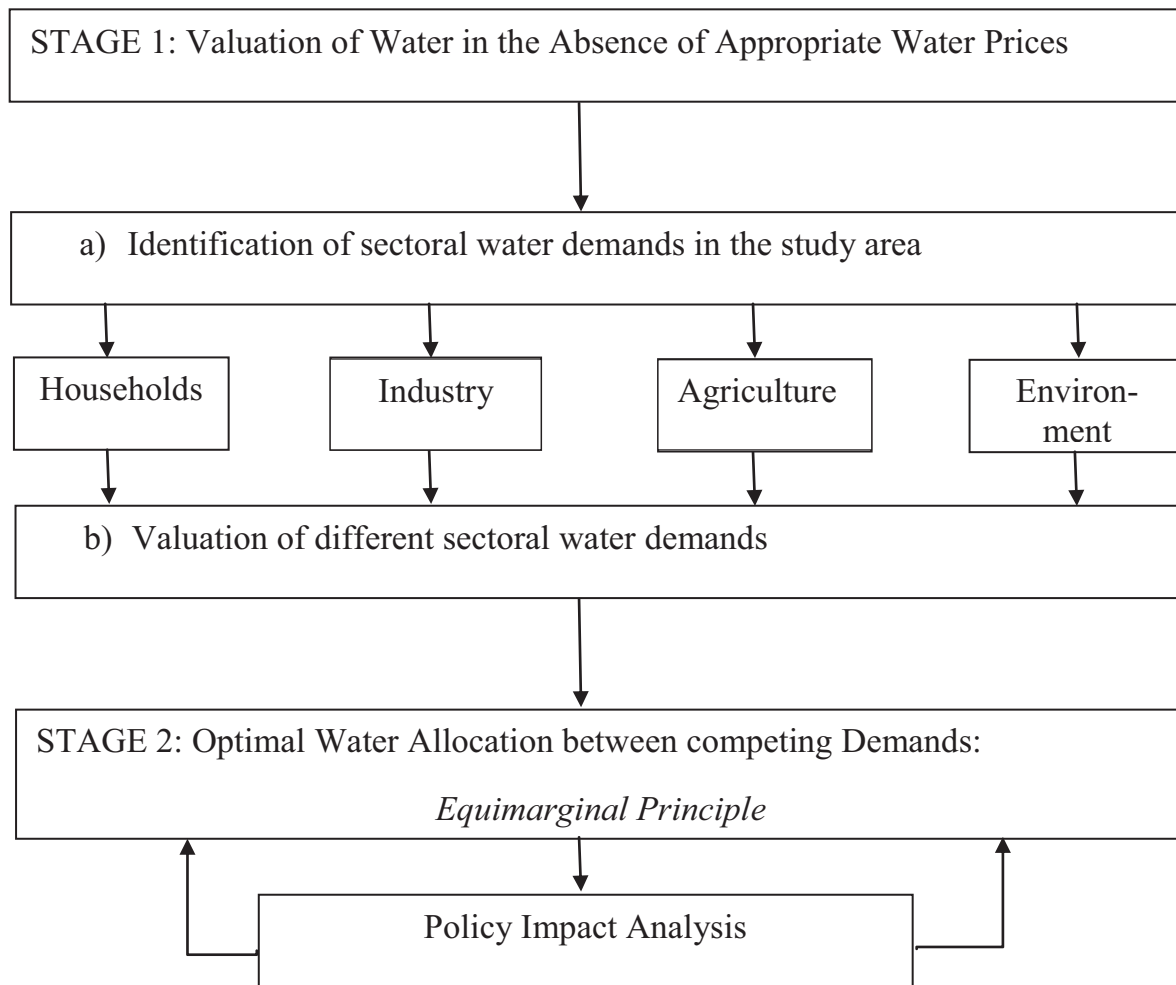 STAGE 1: Valuation of Water in the Absence of Appropriate Water Prices
a) Identification of sectoral water demands in the study area
Households
Industry
Agriculture
Environ-
ment
b) Valuation of different sectoral water demands
STAGE 2: Optimal Water Allocation between competing Demands:
Equimarginal Principle
Policy Impact Analysis